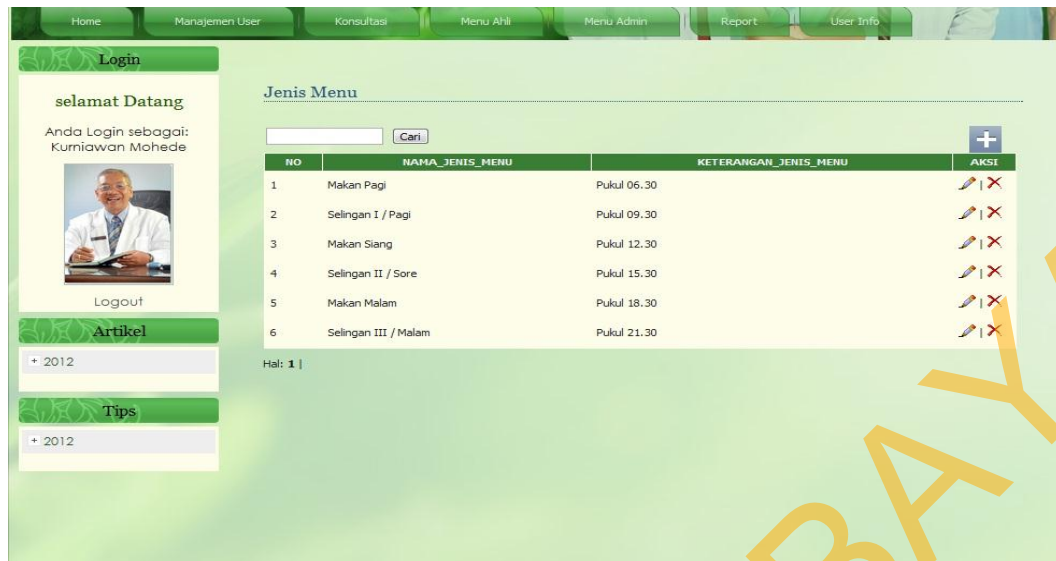 Home Manajemen User Konsultasi Menu Ahli Menu Admin Report User Info
Login
selamat Datang
Anda Login sebagai:
Kurniawan Mohede
Logout
Artikel
+ 2012
Tips
+ 2012
Jenis Menu
Cari
NO NAMA_JENIS_MENU KETERANGAN_JENIS_MENU AKSI
1 Makan Pagi Pukul 06.30 |
2 Selingan I / Pagi Pukul 09.30 |
3 Makan Siang Pukul 12.30 |
4 Selingan II / Sore Pukul 15.30 |
5 Makan Malam Pukul 18.30 |
6 Selingan III / Malam Pukul 21.30 |
Hal: 1 |
BAY